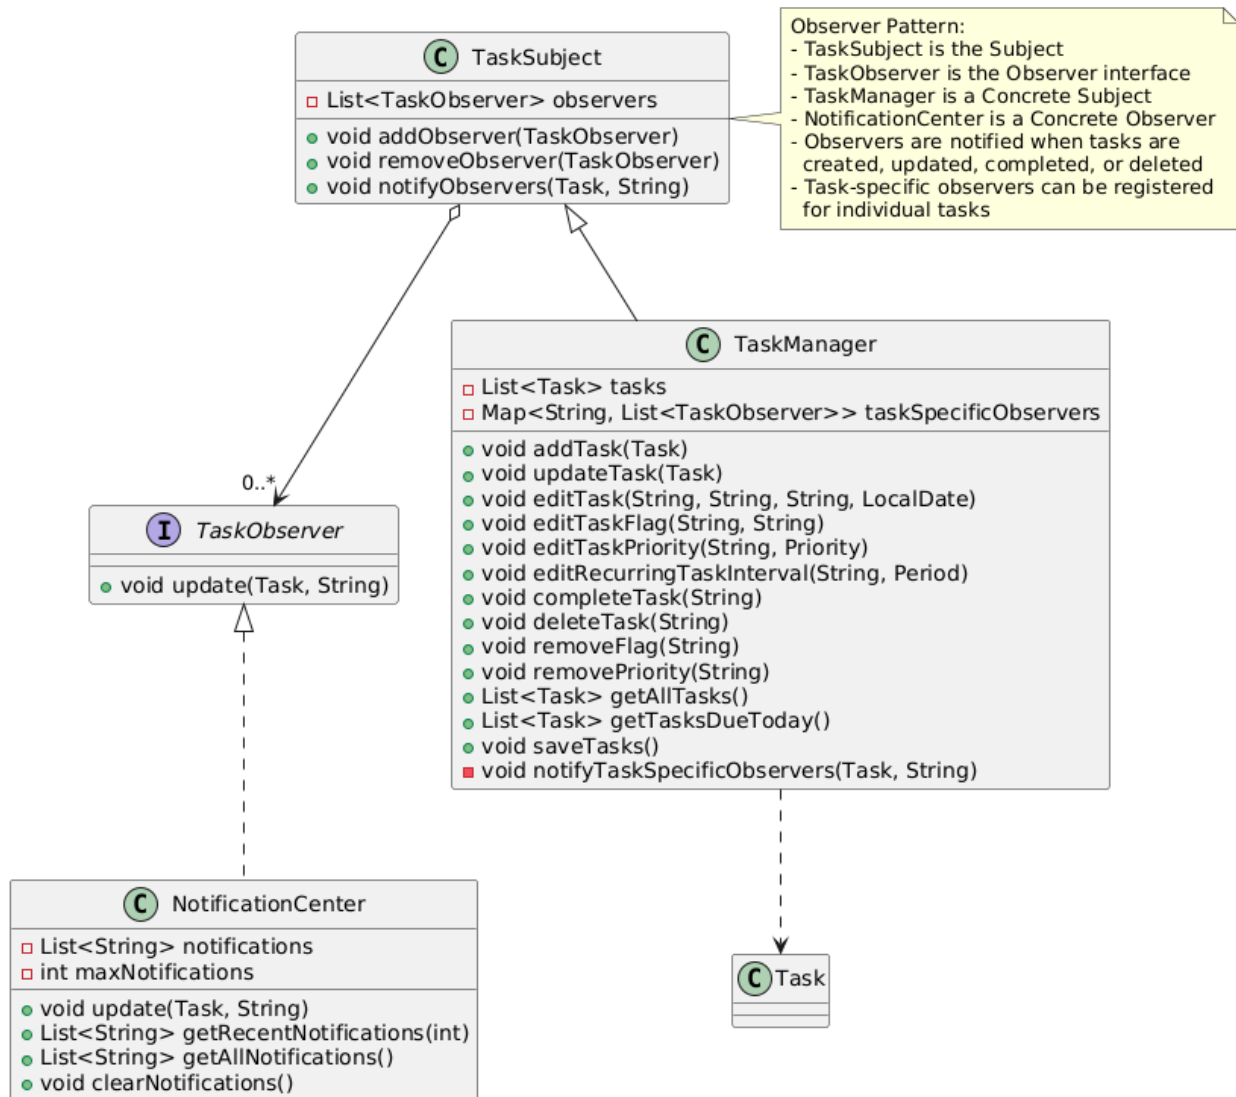 C TaskSubject
List<TaskObserver> observers
void addObserver(TaskObserver)
void removeObserver(TaskObserver)
void notifyObservers(Task, String)
Observer Pattern:
- TaskSubject is the Subject
- TaskObserver is the Observer interface
- TaskManager is a Concrete Subject
- NotificationCenter is a Concrete Observer
- Observers are notified when tasks are
created, updated, completed, or deleted
- Task-specific observers can be registered
for individual tasks
C TaskManager
List<Task> tasks
Map<String, List<TaskObserver>> taskSpecificObservers
void addTask(Task)
void updateTask(Task)
void editTask(String, String, String, LocalDate)
void editTaskFlag(String, String)
void editTaskPriority(String, Priority)
void editRecurringTaskInterval(String, Period)
void completeTask(String)
void deleteTask(String)
void removeFlag(String)
void removePriority(String)
List<Task> getAllTasks()
List<Task> getTasksDueToday()
void saveTasks()
void notifyTaskSpecificObservers(Task, String)
0..*
I TaskObserver
void update(Task, String)
C NotificationCenter
List<String> notifications
int maxNotifications
void update(Task, String)
List<String> getRecentNotifications(int)
List<String> getAllNotifications()
void clearNotifications()
C Task